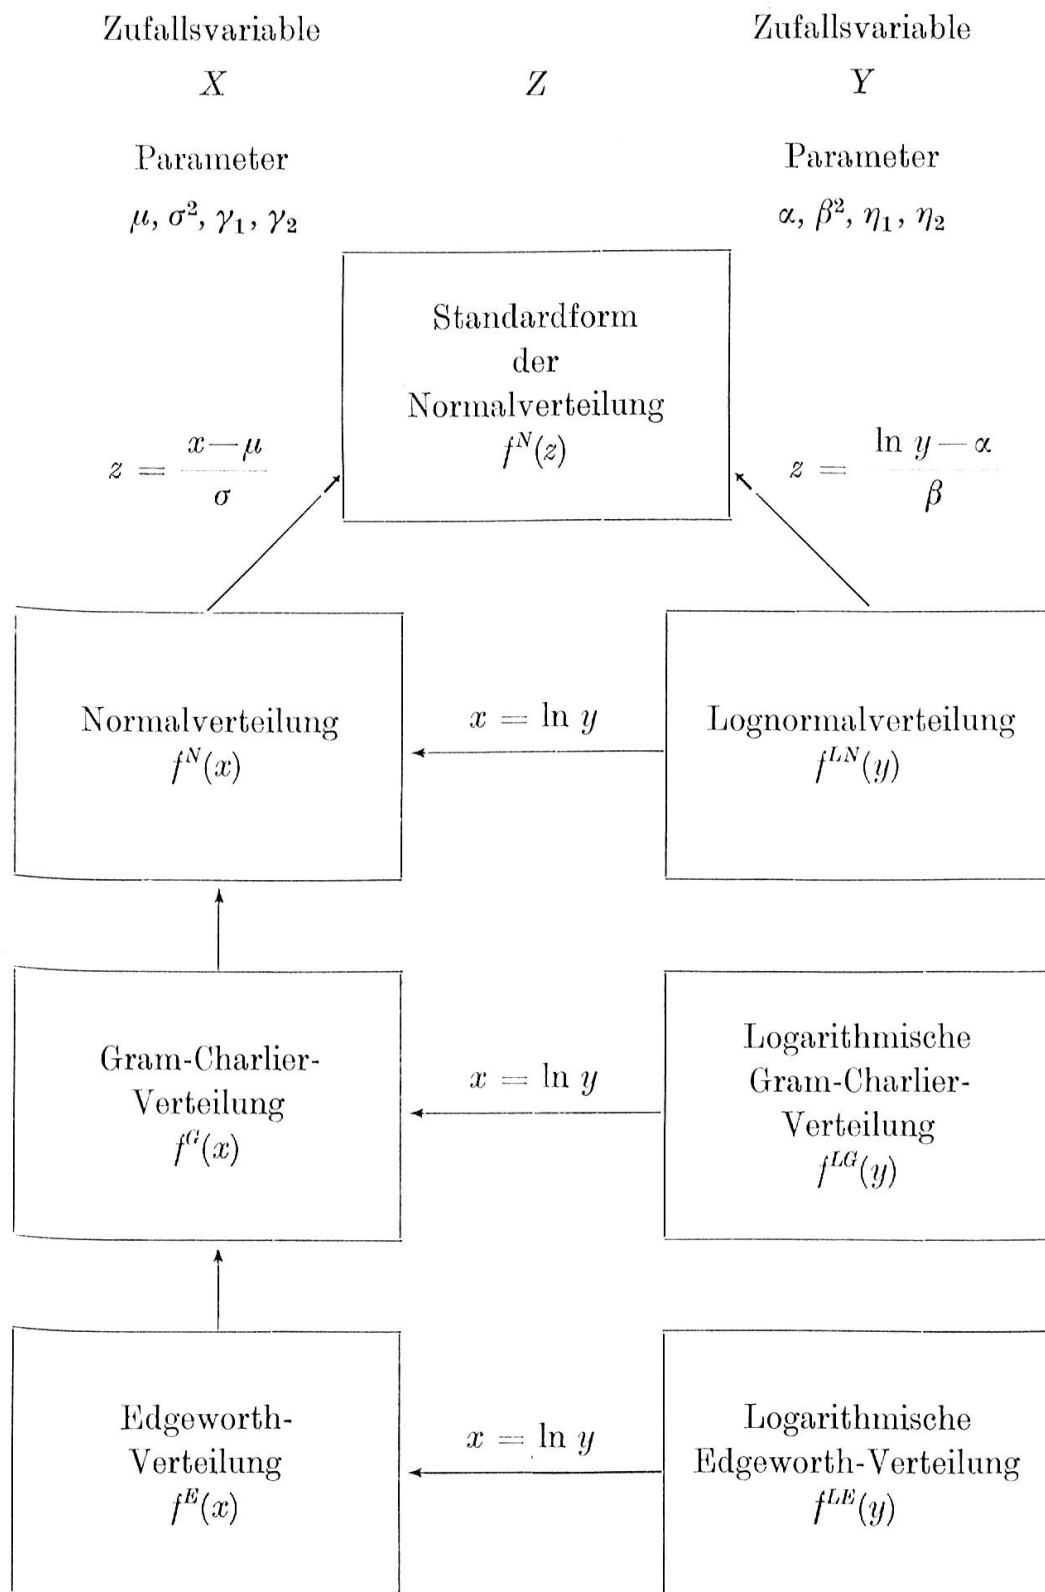 Zufallsvariable Zufallsvariable
X Z Y
Parameter Parameter
μ, σ², γ₁, γ₂ α, β², η₁, η₂
Standardform
der
Normalverteilung
f^N(z)
z = (x—μ)/σ z = (ln y—α)/β
Normalverteilung
f^N(x)
x = ln y
Lognormalverteilung
f^{LN}(y)
Gram-Charlier-
Verteilung
f^G(x)
x = ln y
Logarithmische
Gram-Charlier-
Verteilung
f^{LG}(y)
Edgeworth-
Verteilung
f^E(x)
x = ln y
Logarithmische
Edgeworth-Verteilung
f^{LE}(y)